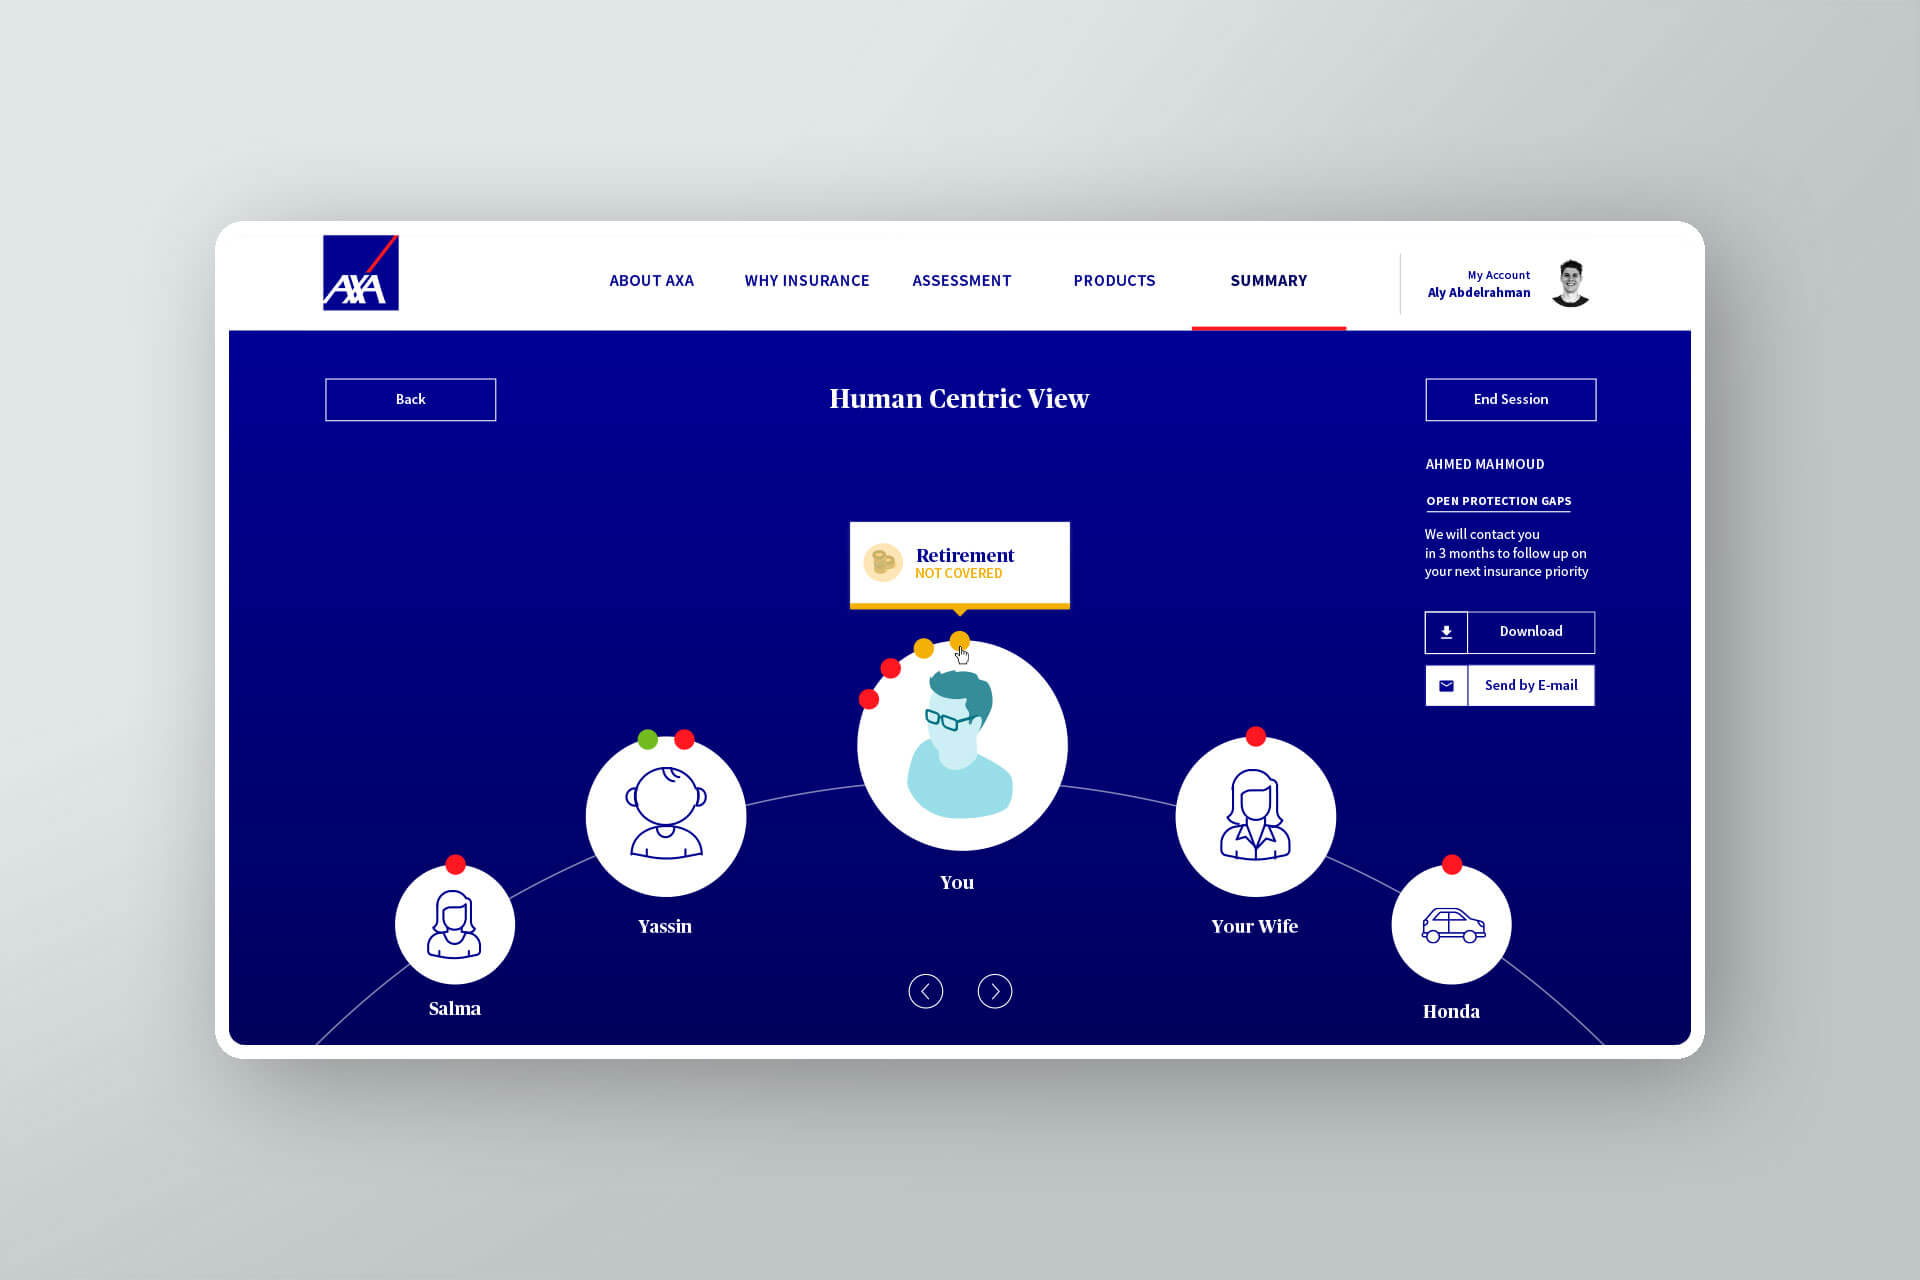 AXA
ABOUT AXA
WHY INSURANCE
ASSESSMENT
PRODUCTS
SUMMARY
My Account
Aly Abdelrahman
Back
Human Centric View
End Session
AHMED MAHMOUD
OPEN PROTECTION GAPS
We will contact you
in 3 months to follow up on
your next insurance priority
Download
Send by E-mail
Retirement
NOT COVERED
You
Yassin
Your Wife
Salma
Honda